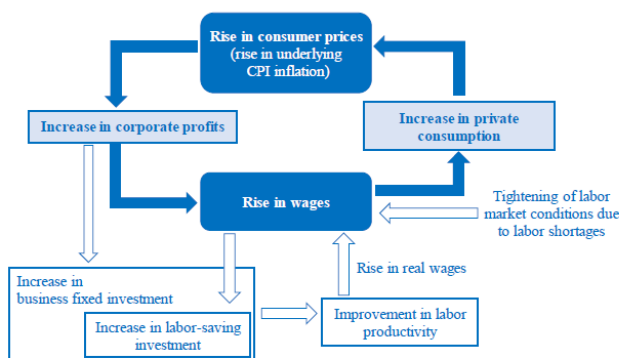 Rise in consumer prices
(rise in underlying
CPI inflation)
Increase in corporate profits
Increase in private
consumption
Rise in wages
Tightening of labor
market conditions due
to labor shortages
Rise in real wages
Increase in
business fixed investment
Increase in labor-saving
investment
Improvement in labor
productivity